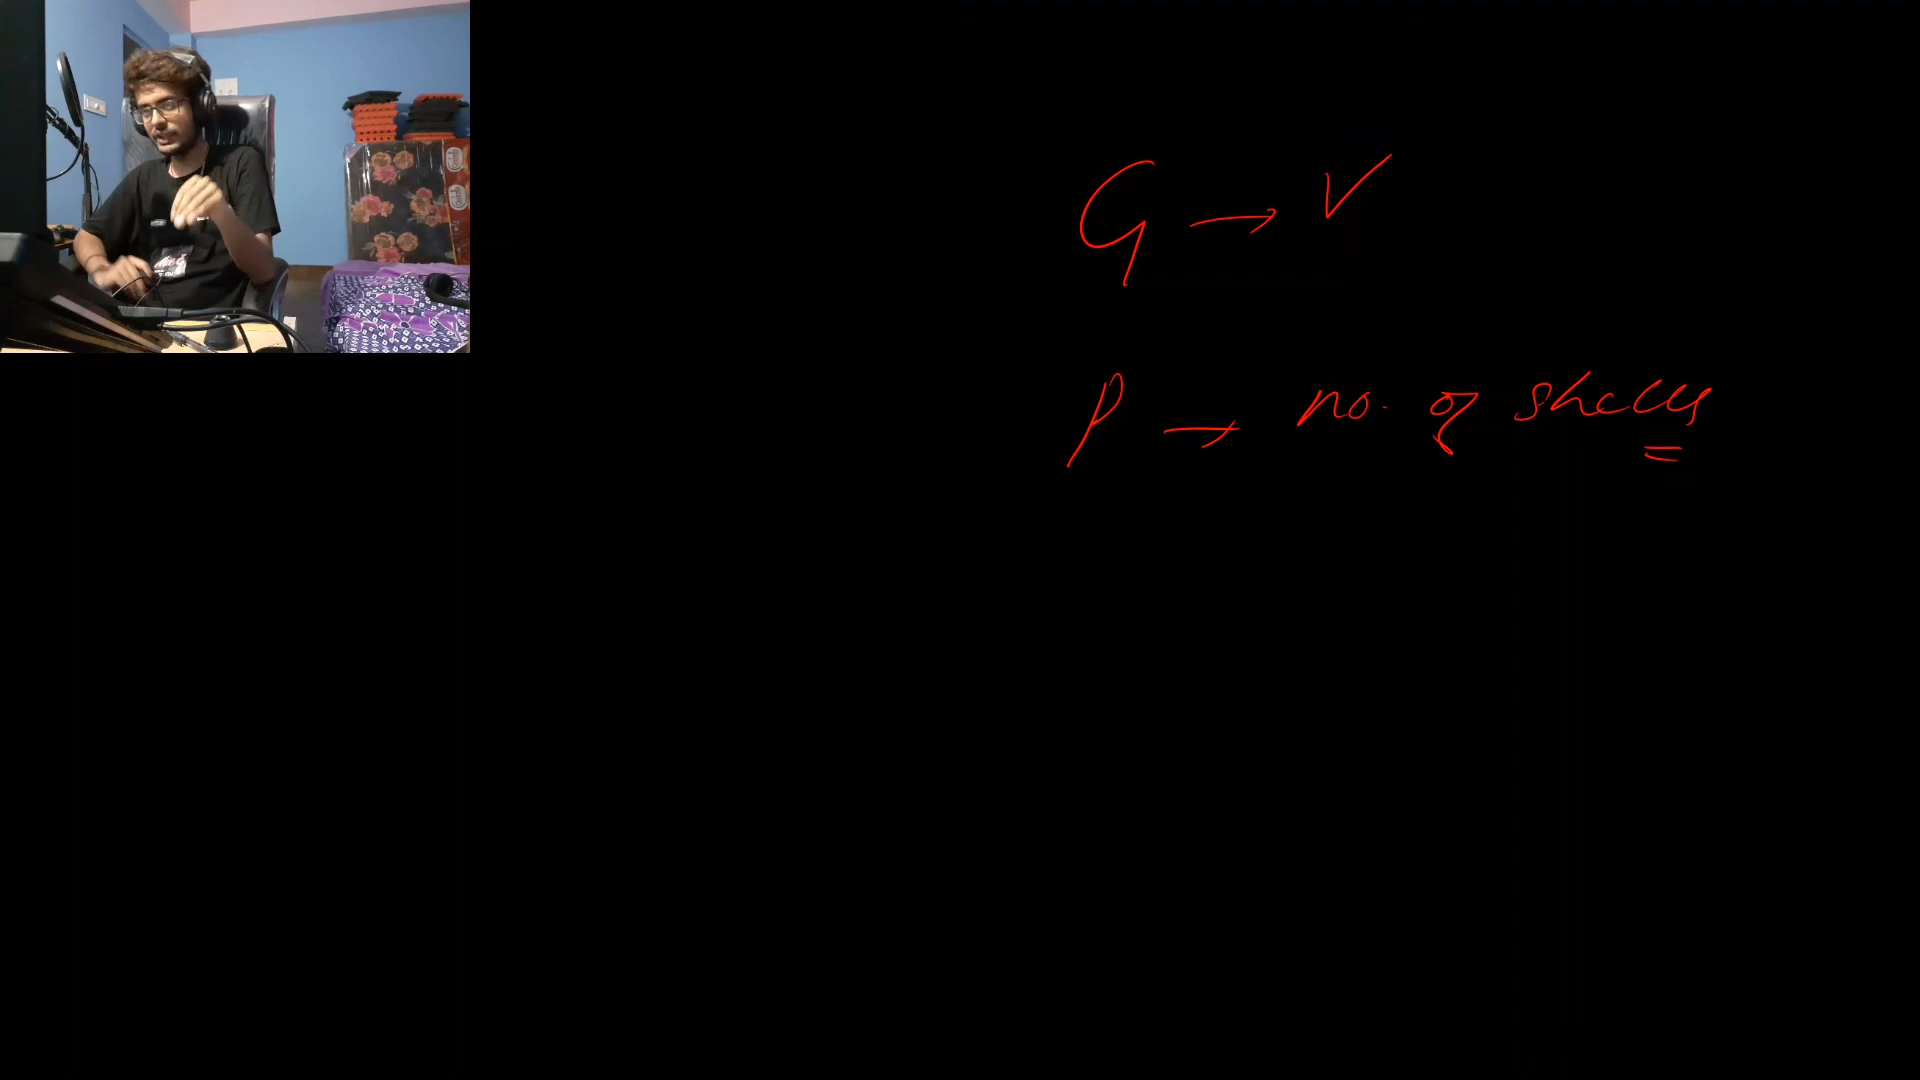 G → V
P → no. of shells